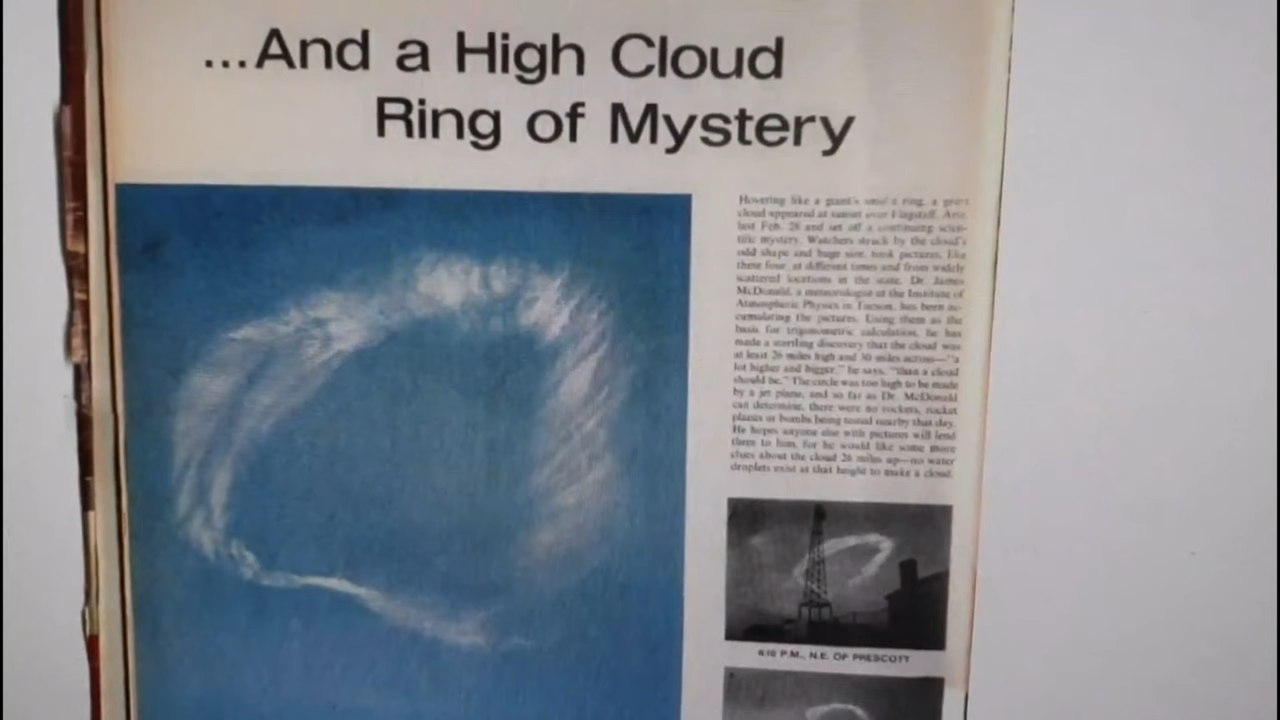 ...And a High Cloud
Ring of Mystery
Hovering like a giant's smoke ring, a great
cloud appeared at sunset over Flagstaff, Ariz.
last Feb. 28 and set off a continuing scien-
tific mystery. Watchers struck by the cloud's
odd shape and huge size, took pictures, like
these four, at different times and from widely
scattered locations in the state. Dr. James
McDonald, a meteorologist at the Institute of
Atmospheric Physics in Tucson, has been ac-
cumulating the pictures. Using them as the
basis for trigonometric calculation, he has
made a startling discovery that the cloud was
at least 26 miles high and 30 miles across—"a
lot higher and bigger," he says, "than a cloud
should be." The circle was too high to be made
by a jet plane, and so far as Dr. McDonald
can determine, there were no rockets, rocket
planes or bombs being tested nearby that day.
He hopes anyone else with pictures will lend
them to him, for he would like some more
clues about the cloud 26 miles up—no water
droplets exist at that height to make a cloud.
P.M., N.E. OF PRESCOTT